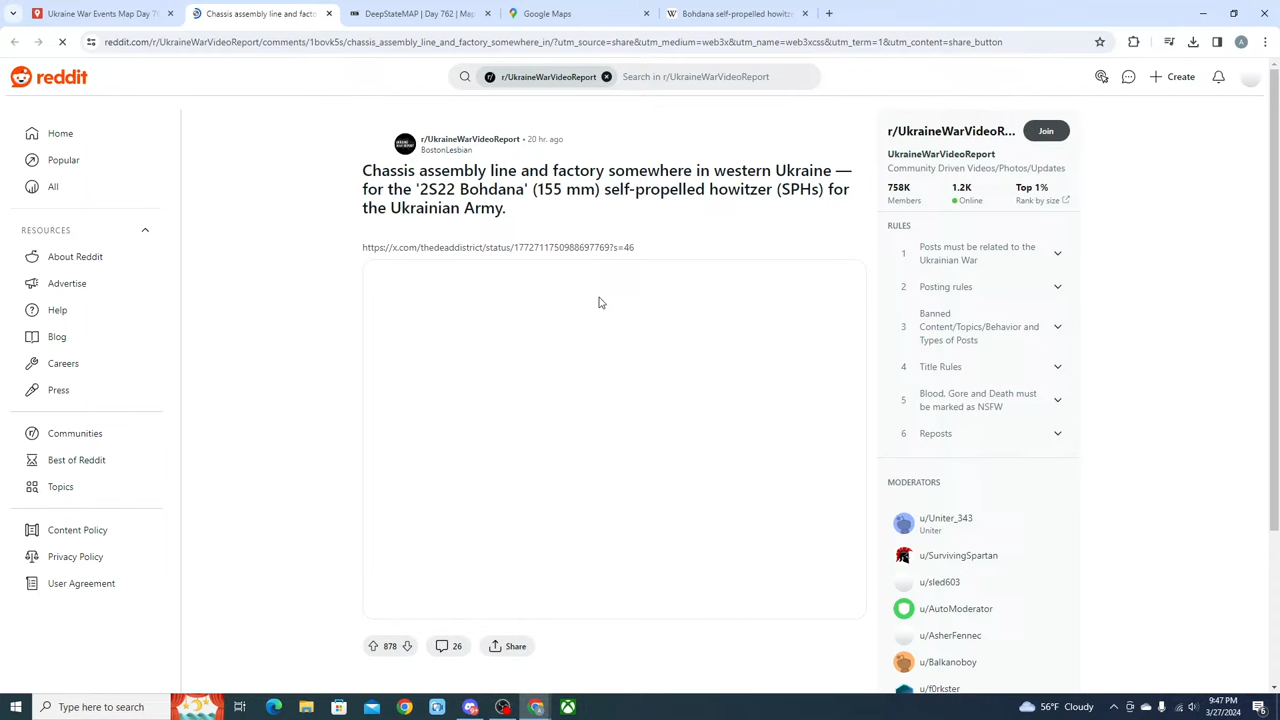 Ukraine War Events Map Day 7
Chassis assembly line and facto
DeepStateMAP | Day 762 | Ma
Google Maps
Bohdana self-propelled howitze
reddit.com/r/UkraineWarVideoReport/comments/1bovk5s/chassis_assembly_line_and_factory_somewhere_in/?utm_source=share&utm_medium=web3x&utm_name=web3xcss&utm_term=1&utm_content=share_button
reddit
r/UkraineWarVideoReport
Search in r/UkraineWarVideoReport
Create
Home
Popular
All
RESOURCES
About Reddit
Advertise
Help
Blog
Careers
Press
Communities
Best of Reddit
Topics
Content Policy
Privacy Policy
User Agreement
r/UkraineWarVideoReport • 20 hr. ago
BostonLesbian
Chassis assembly line and factory somewhere in western Ukraine —
for the '2S22 Bohdana' (155 mm) self-propelled howitzer (SPHs) for
the Ukrainian Army.
https://x.com/thedeaddistrict/status/1772711750988697769?s=46
878
26
Share
r/UkraineWarVideoR...
Join
UkraineWarVideoReport
Community Driven Videos/Photos/Updates
758K 1.2K Top 1%
Members Online Rank by size
RULES
1 Posts must be related to the
Ukrainian War
2 Posting rules
3 Banned
Content/Topics/Behavior and
Types of Posts
4 Title Rules
5 Blood, Gore and Death must
be marked as NSFW
6 Reposts
MODERATORS
u/Uniter_343
Uniter
u/SurvivingSpartan
u/sled603
u/AutoModerator
u/AsherFennec
u/Balkanoboy
u/f0rkster
Type here to search
56°F Cloudy
9:47 PM
3/27/2024